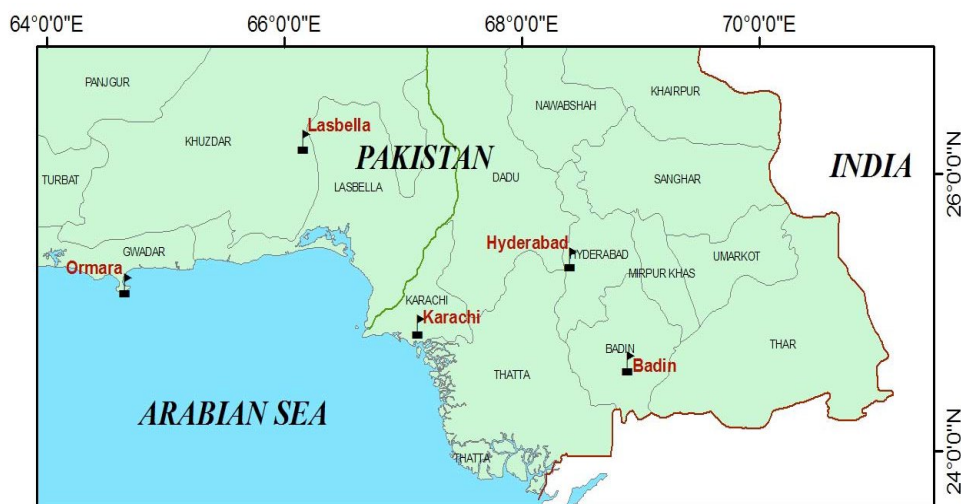 64°0'0"E
66°0'0"E
68°0'0"E
70°0'0"E
PANJGUR
KHAIRPUR
NAWABSHAH
Lasbella
KHUZDAR
PAKISTAN
INDIA
26°0'0"N
TURBAT
LASBELLA
DADU
SANGHAR
GWADAR
Hyderabad
HYDERABAD
UMARKOT
Ormara
MIRPUR KHAS
KARACHI
Karachi
BADIN
THAR
Badin
THATTA
ARABIAN SEA
THATTA
24°0'0"N